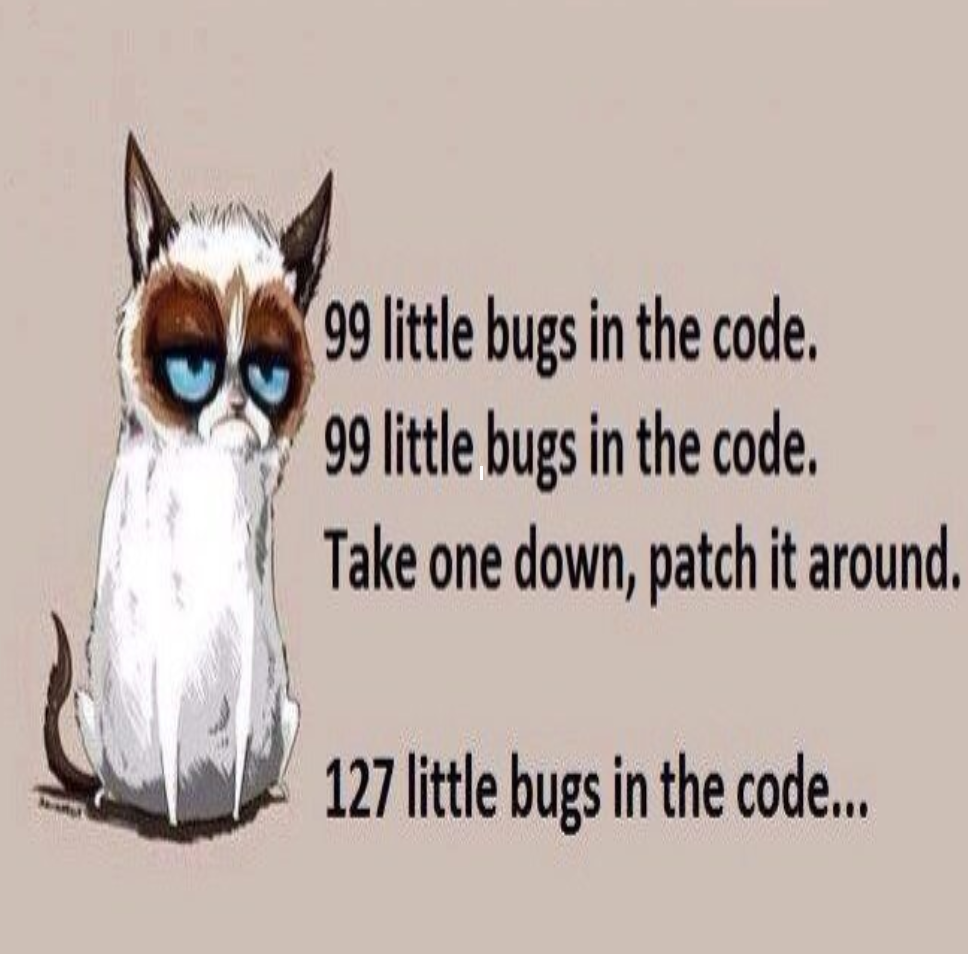 99 little bugs in the code.
99 little bugs in the code.
Take one down, patch it around.
127 little bugs in the code...